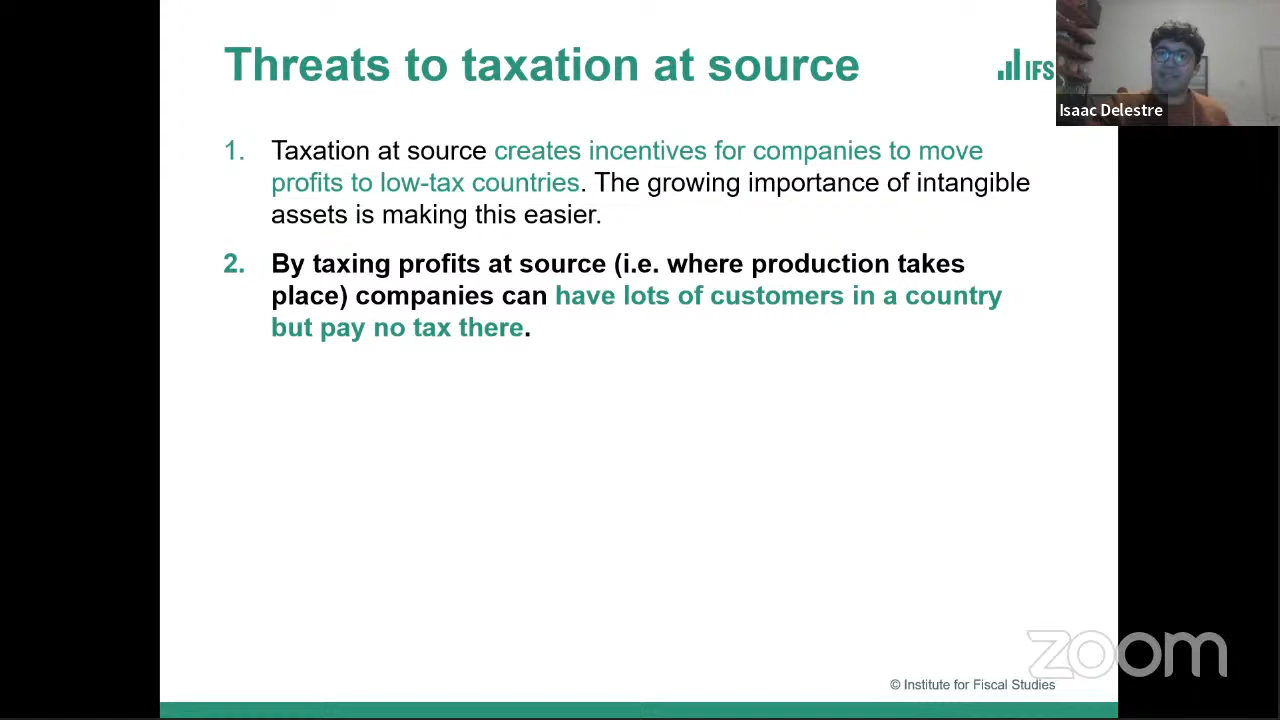 Threats to taxation at source
IFS
Isaac Delestre
1. Taxation at source creates incentives for companies to move
profits to low-tax countries. The growing importance of intangible
assets is making this easier.
2. By taxing profits at source (i.e. where production takes
place) companies can have lots of customers in a country
but pay no tax there.
zoom
© Institute for Fiscal Studies